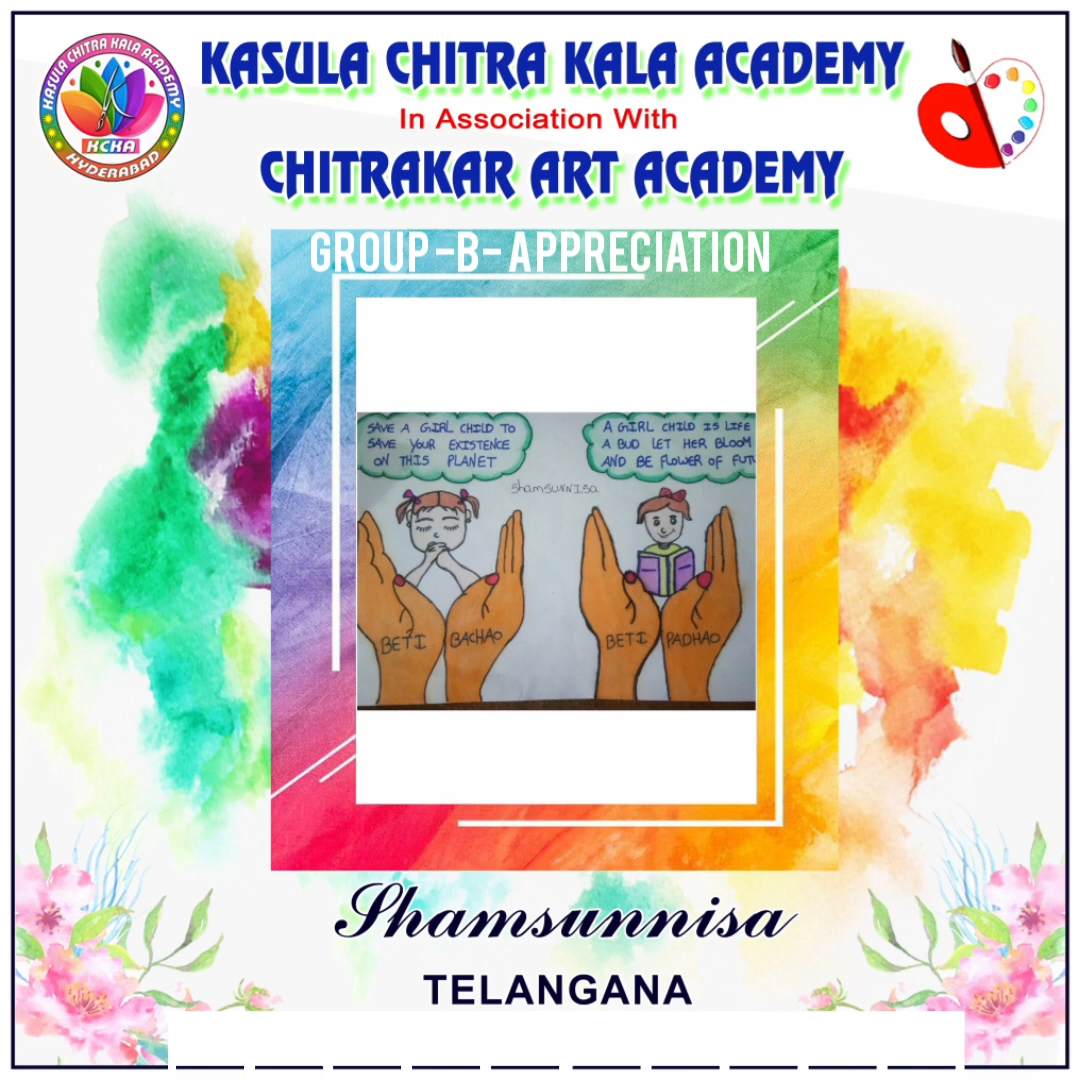 KASULA CHITRA KALA ACADEMY
HYDERABAD
KCKA
KASULA CHITRA KALA ACADEMY
In Association With
CHITRAKAR ART ACADEMY
GROUP -B- APPRECIATION
SAVE A GIRL CHILD TO
SAVE YOUR EXISTENCE
ON THIS PLANET
A GIRL CHILD IS LIFE
A BUD LET HER BLOOM
AND BE FLOWER OF FUTU
shamsunnisa
BETI BACHAO
BETI PADHAO
Shamsunnisa
TELANGANA